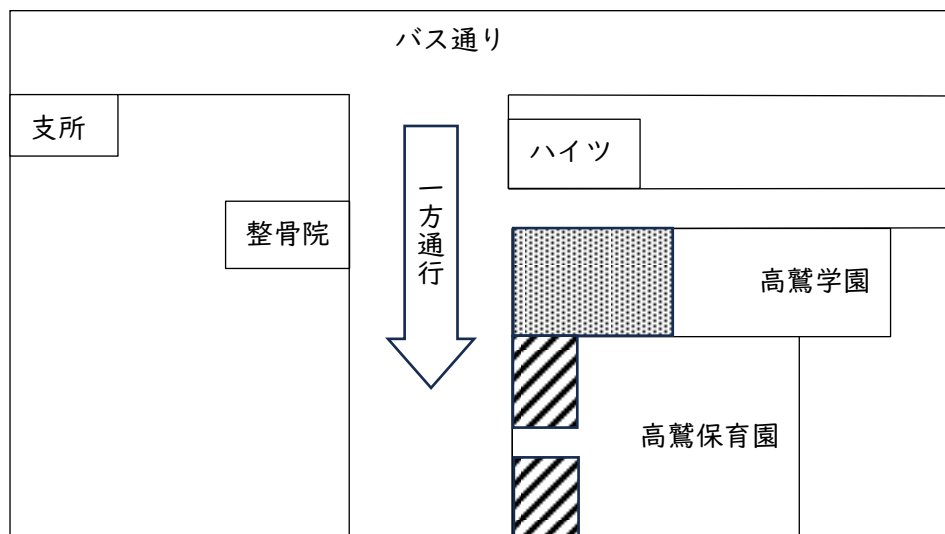 バス通り
支所
ハイツ
一方通行
整骨院
高鷲学園
高鷲保育園